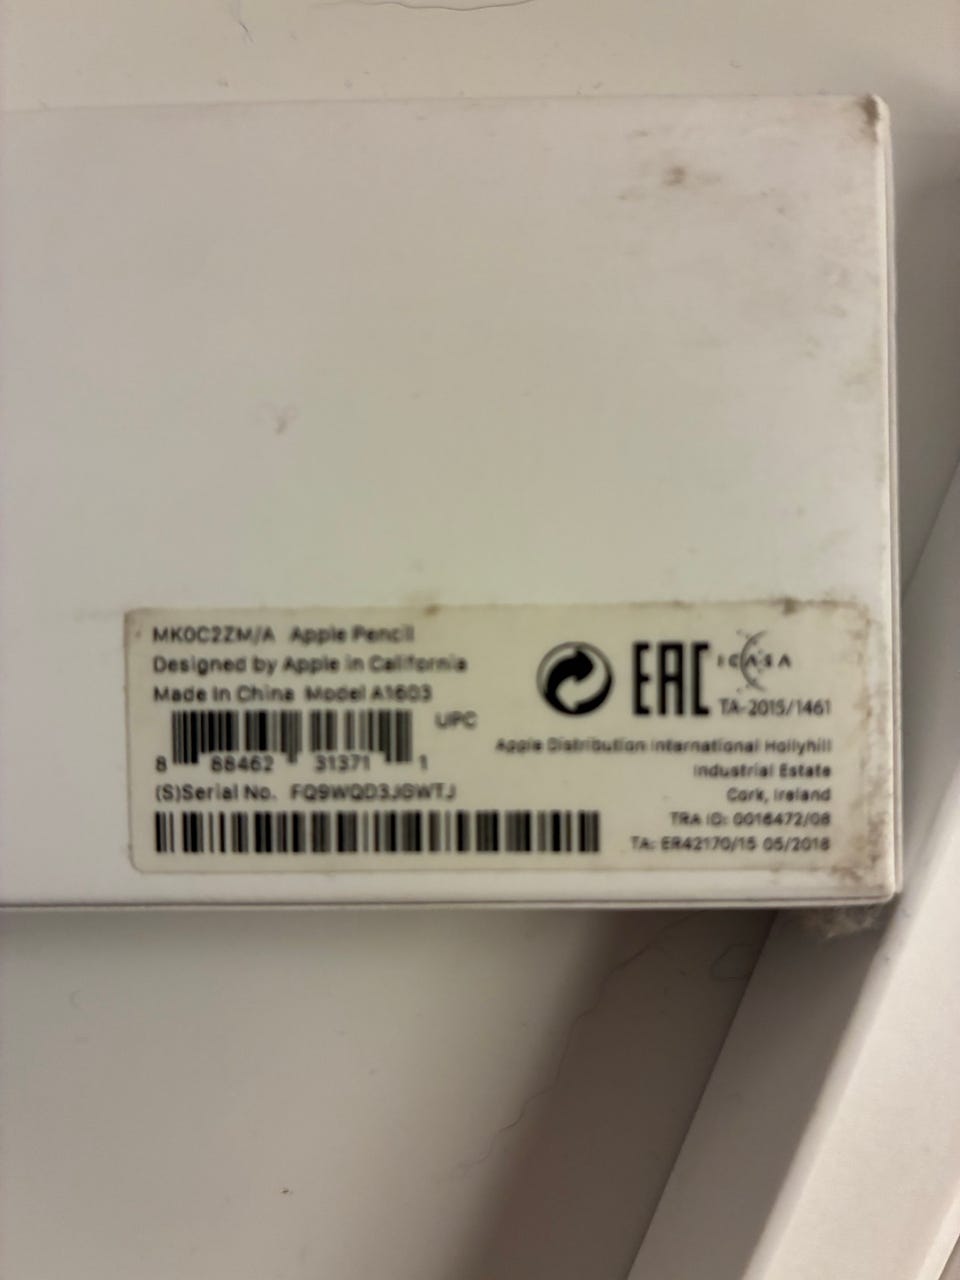 MK0C2ZM/A Apple Pencil
Designed by Apple in California
Made in China Model A1603
UPC
8 88462 31371 1
(S)Serial No. FQ9WQD3JGWTJ
EAC
ICASA
TA-2015/1461
Apple Distribution International Hollyhill
Industrial Estate
Cork, Ireland
TRA ID: 0016472/08
TA: ER42170/15 05/2018